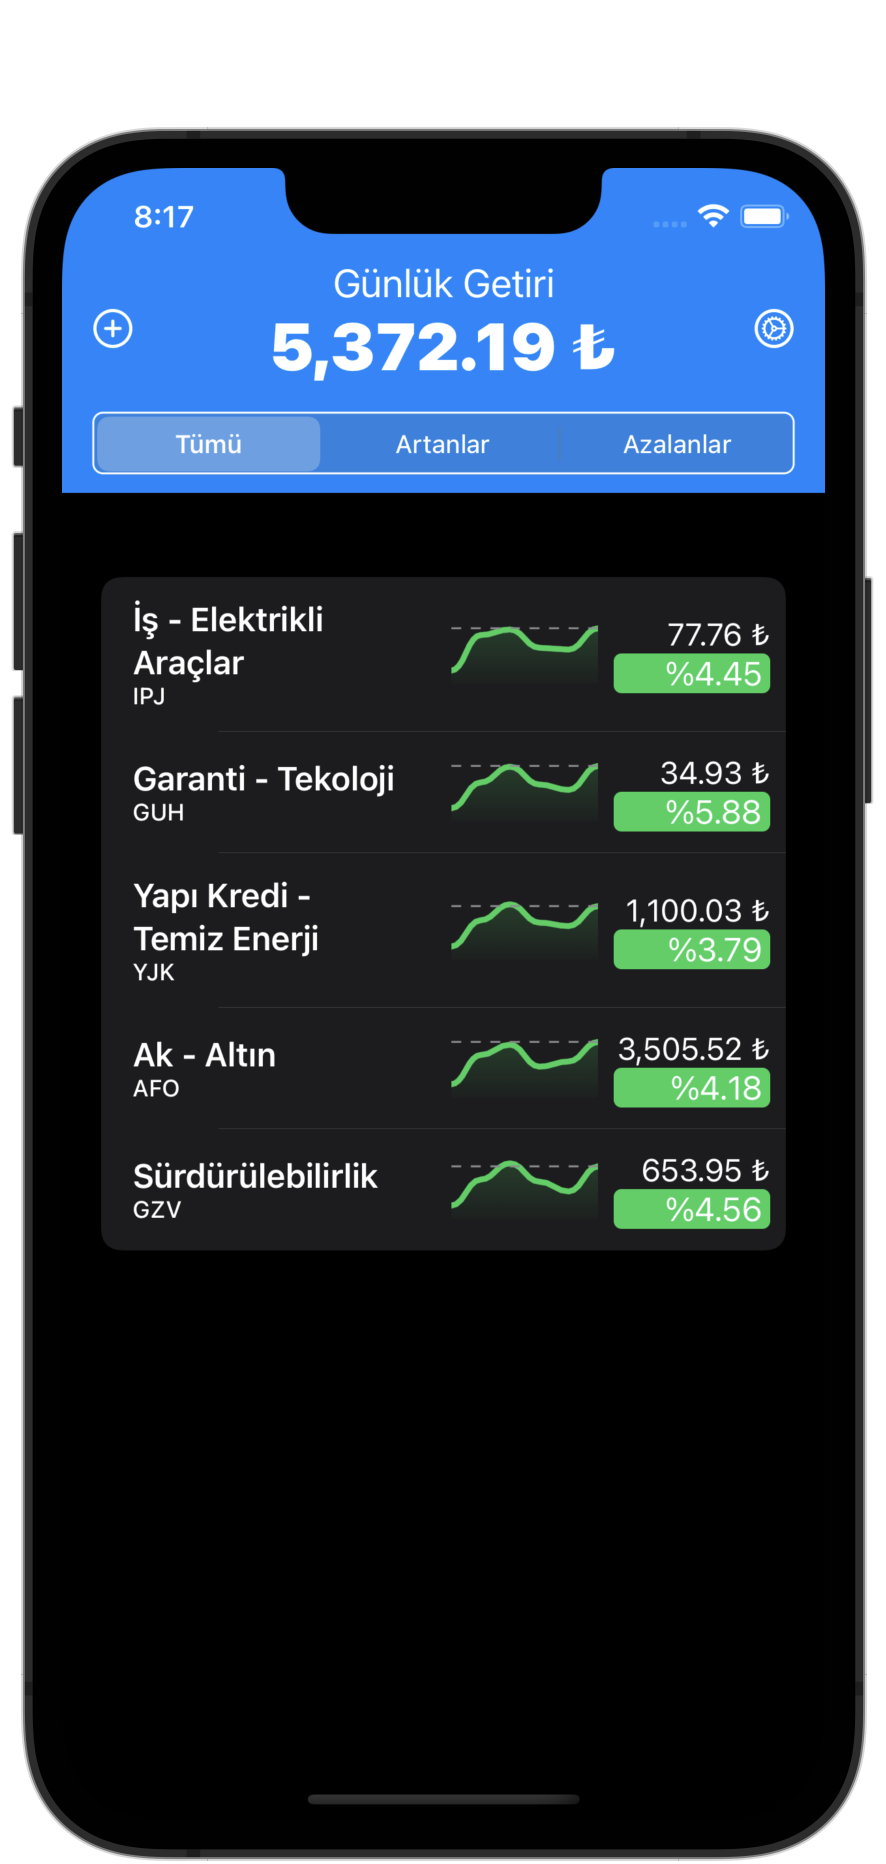 8:17
Günlük Getiri
5,372.19 ₺
Tümü Artanlar Azalanlar
İş - Elektrikli
Araçlar
IPJ
77.76 ₺
%4.45
Garanti - Tekoloji
GUH
34.93 ₺
%5.88
Yapı Kredi -
Temiz Enerji
YJK
1,100.03 ₺
%3.79
Ak - Altın
AFO
3,505.52 ₺
%4.18
Sürdürülebilirlik
GZV
653.95 ₺
%4.56